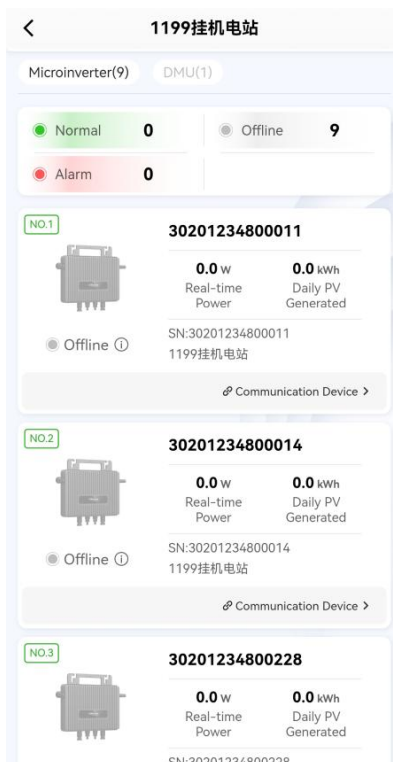 1199挂机电站
Microinverter(9) DMU(1)
Normal 0 Offline 9
Alarm 0
NO.1
30201234800011
0.0 W 0.0 kWh
Real-time Daily PV
Power Generated
Offline
SN:30201234800011
1199挂机电站
Communication Device >
NO.2
30201234800014
0.0 W 0.0 kWh
Real-time Daily PV
Power Generated
Offline
SN:30201234800014
1199挂机电站
Communication Device >
NO.3
30201234800228
0.0 W 0.0 kWh
Real-time Daily PV
Power Generated
SN:30201234800228